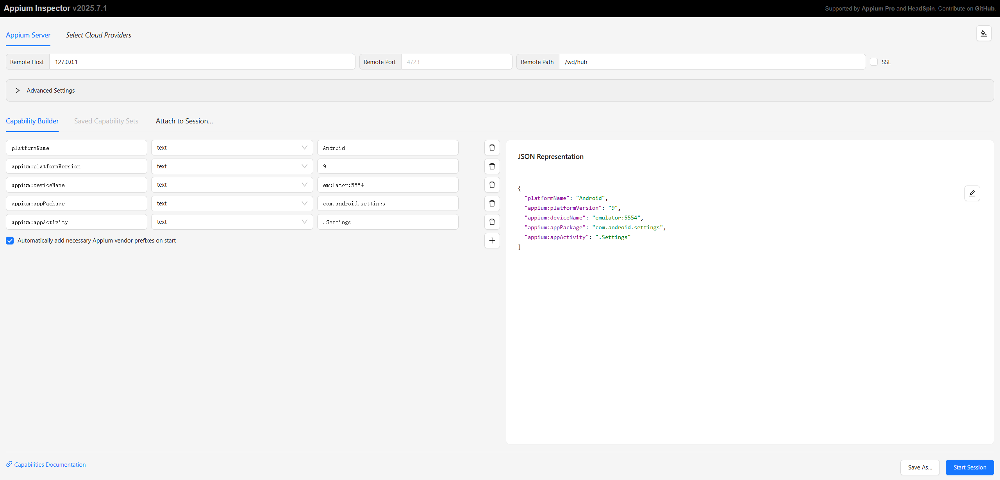 Appium Inspector v2025.7.1
Supported by Appium Pro and HeadSpin. Contribute on GitHub.
Appium Server Select Cloud Providers
Remote Host 127.0.0.1 Remote Port 4723 Remote Path /wd/hub SSL
Advanced Settings
Capability Builder Saved Capability Sets Attach to Session...
platformName text Android
appium:platformVersion text 9
appium:deviceName text emulator:5554
appium:appPackage text com.android.settings
appium:appActivity text .Settings
Automatically add necessary Appium vendor prefixes on start
JSON Representation
{
"platformName": "Android",
"appium:platformVersion": "9",
"appium:deviceName": "emulator:5554",
"appium:appPackage": "com.android.settings",
"appium:appActivity": ".Settings"
}
Capabilities Documentation
Save As... Start Session